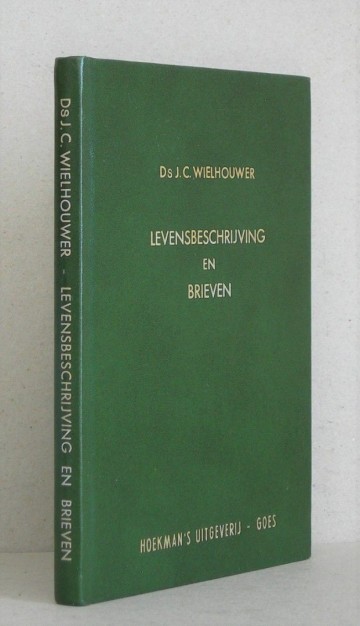 Ds J. C. WIELHOUWER - LEVENSBESCHRIJVING EN BRIEVEN
Ds J. C. WIELHOUWER
LEVENSBESCHRIJVING
EN
BRIEVEN
HOEKMAN'S UITGEVERIJ - GOES